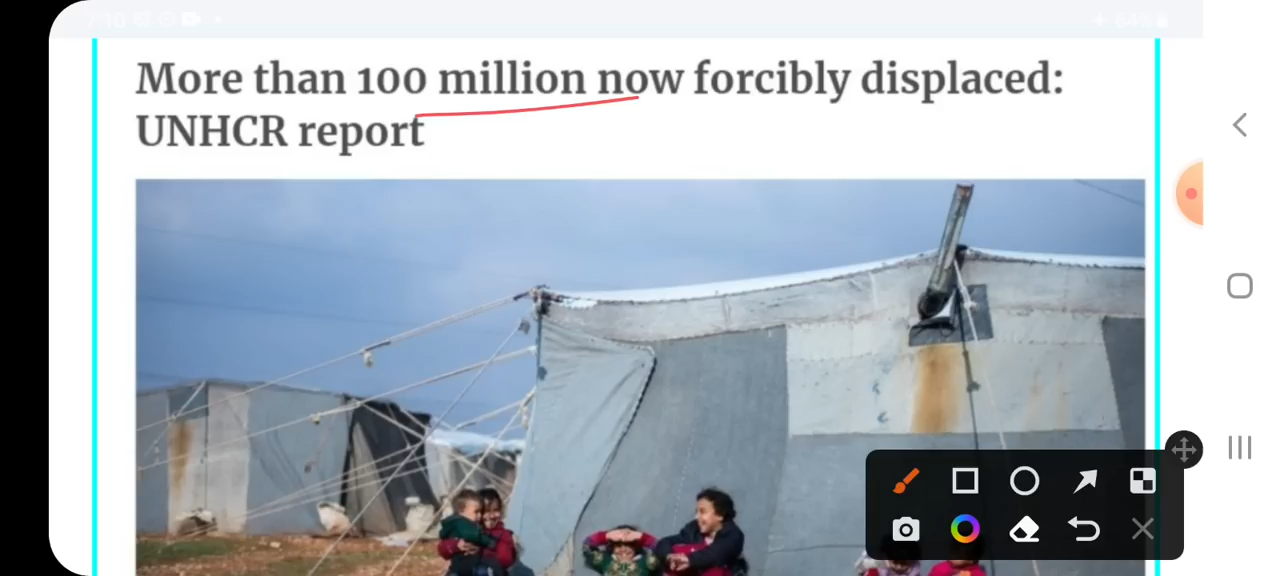 More than 100 million now forcibly displaced:
UNHCR report